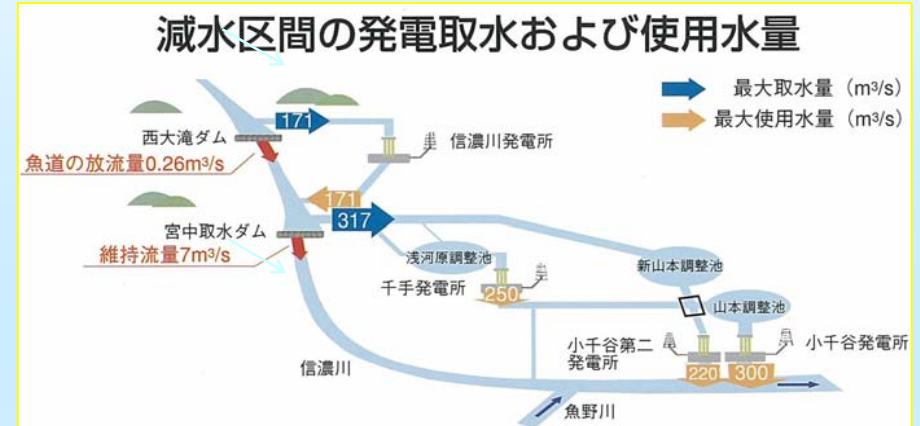 減水区間の発電取水および使用水量
最大取水量（m³/s）
最大使用水量（m³/s）
171
西大滝ダム
信濃川発電所
魚道の放流量0.26m³/s
171
317
宮中取水ダム
維持流量7m³/s
浅河原調整池
新山本調整池
千手発電所
250
山本調整池
小千谷第二
発電所
小千谷発電所
220
300
信濃川
魚野川